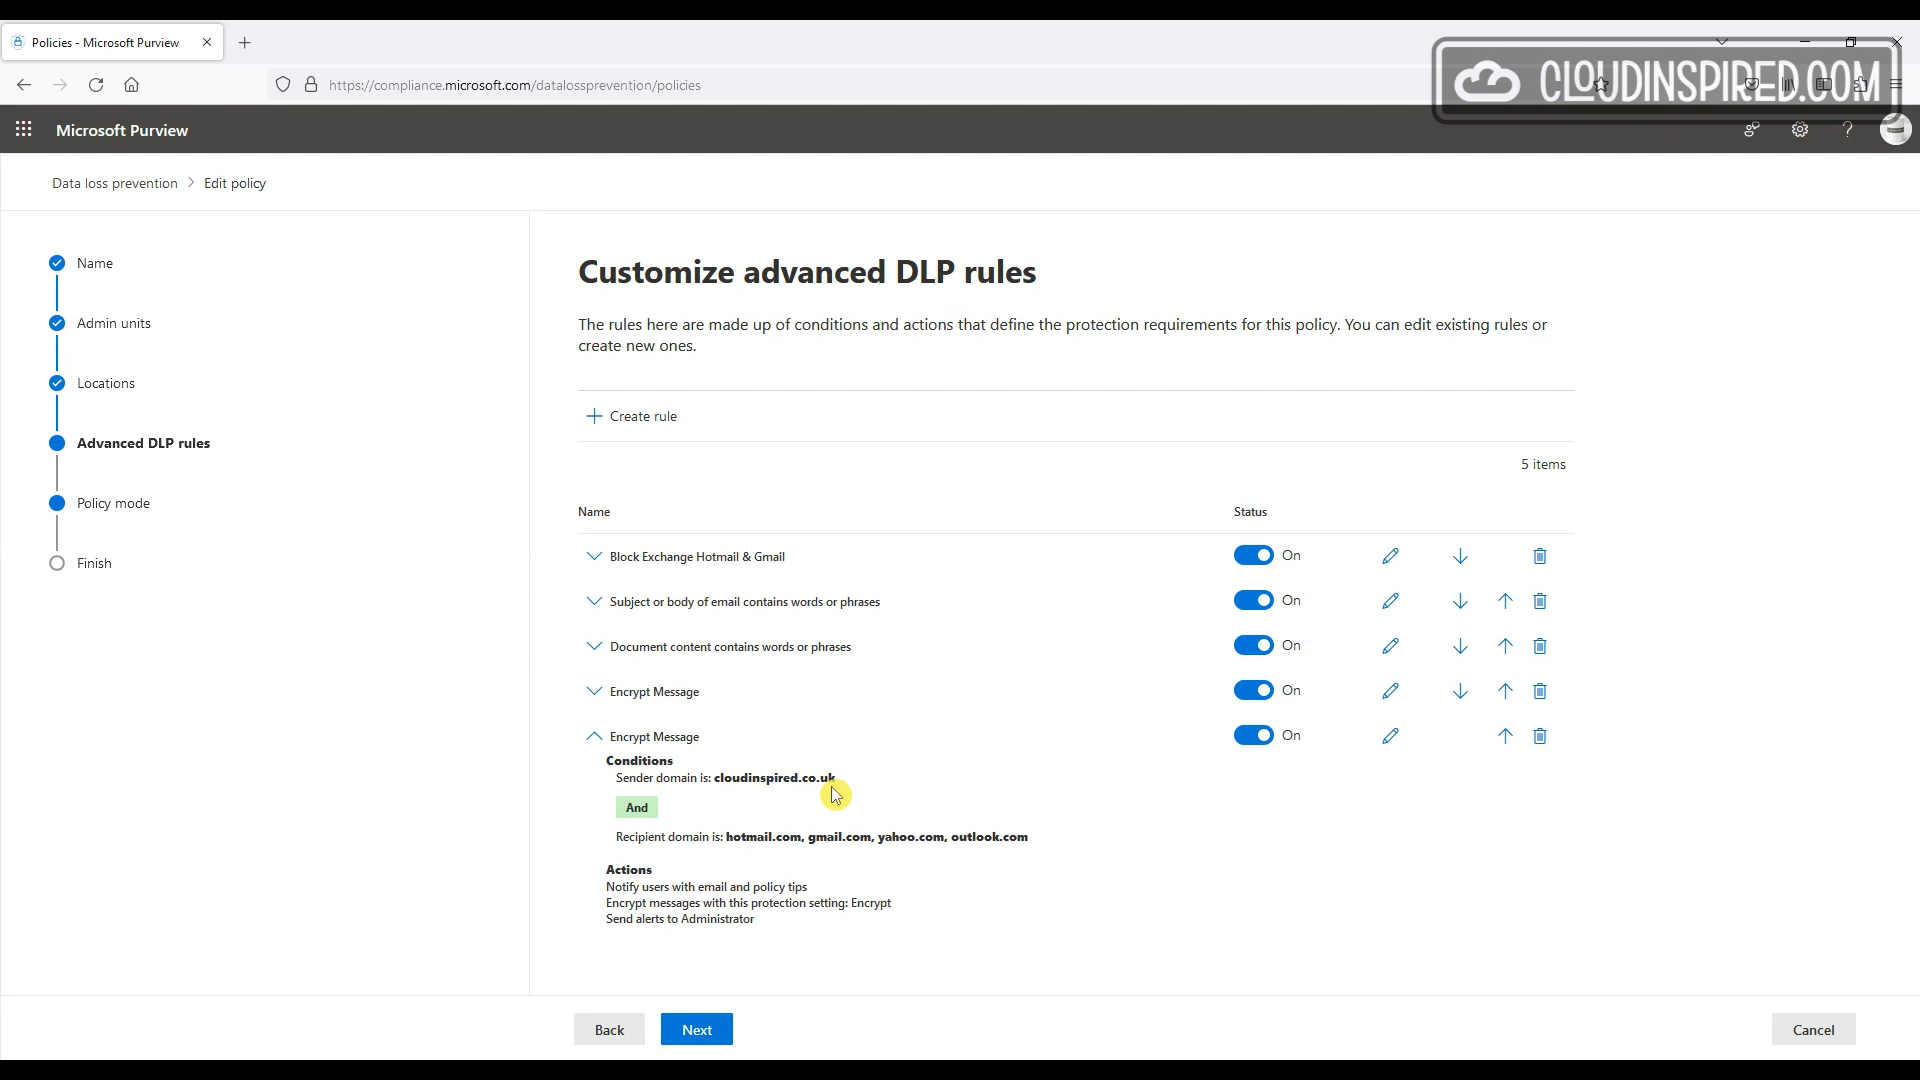 Policies - Microsoft Purview
https://compliance.microsoft.com/datalossprevention/policies
CLOUDINSPIRED.COM
Microsoft Purview
Data loss prevention > Edit policy
Name
Admin units
Locations
Advanced DLP rules
Policy mode
Finish
Customize advanced DLP rules
The rules here are made up of conditions and actions that define the protection requirements for this policy. You can edit existing rules or
create new ones.
+ Create rule
5 items
Name Status
Block Exchange Hotmail & Gmail On
Subject or body of email contains words or phrases On
Document content contains words or phrases On
Encrypt Message On
Encrypt Message On
Conditions
Sender domain is: cloudinspired.co.uk
And
Recipient domain is: hotmail.com, gmail.com, yahoo.com, outlook.com
Actions
Notify users with email and policy tips
Encrypt messages with this protection setting: Encrypt
Send alerts to Administrator
Back Next Cancel